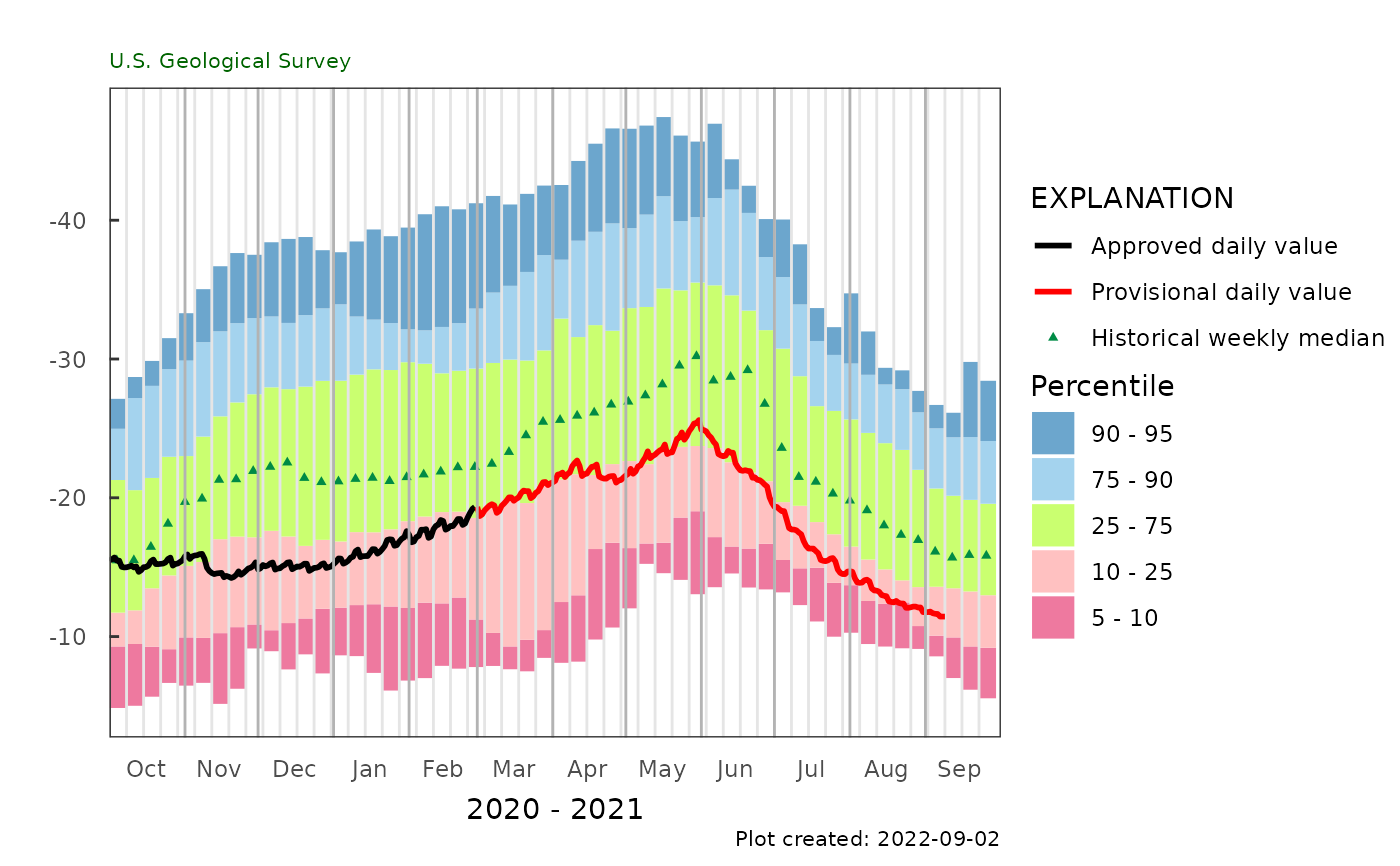 U.S. Geological Survey
-40
-30
-20
-10
Oct Nov Dec Jan Feb Mar Apr May Jun Jul Aug Sep
2020 - 2021
Plot created: 2022-09-02
EXPLANATION
Approved daily value
Provisional daily value
Historical weekly median
Percentile
90 - 95
75 - 90
25 - 75
10 - 25
5 - 10